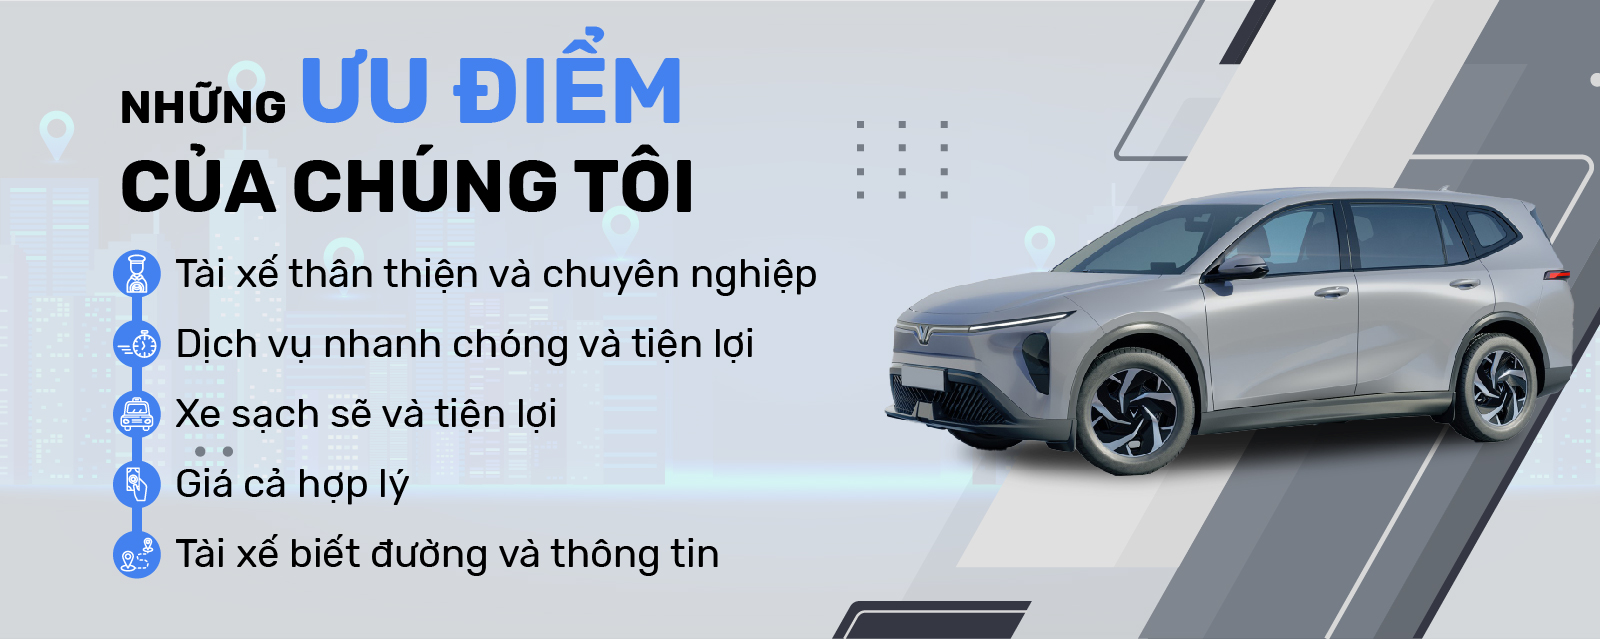 NHỮNG ƯU ĐIỂM
CỦA CHÚNG TÔI
Tài xế thân thiện và chuyên nghiệp
Dịch vụ nhanh chóng và tiện lợi
Xe sạch sẽ và tiện lợi
Giá cả hợp lý
Tài xế biết đường và thông tin